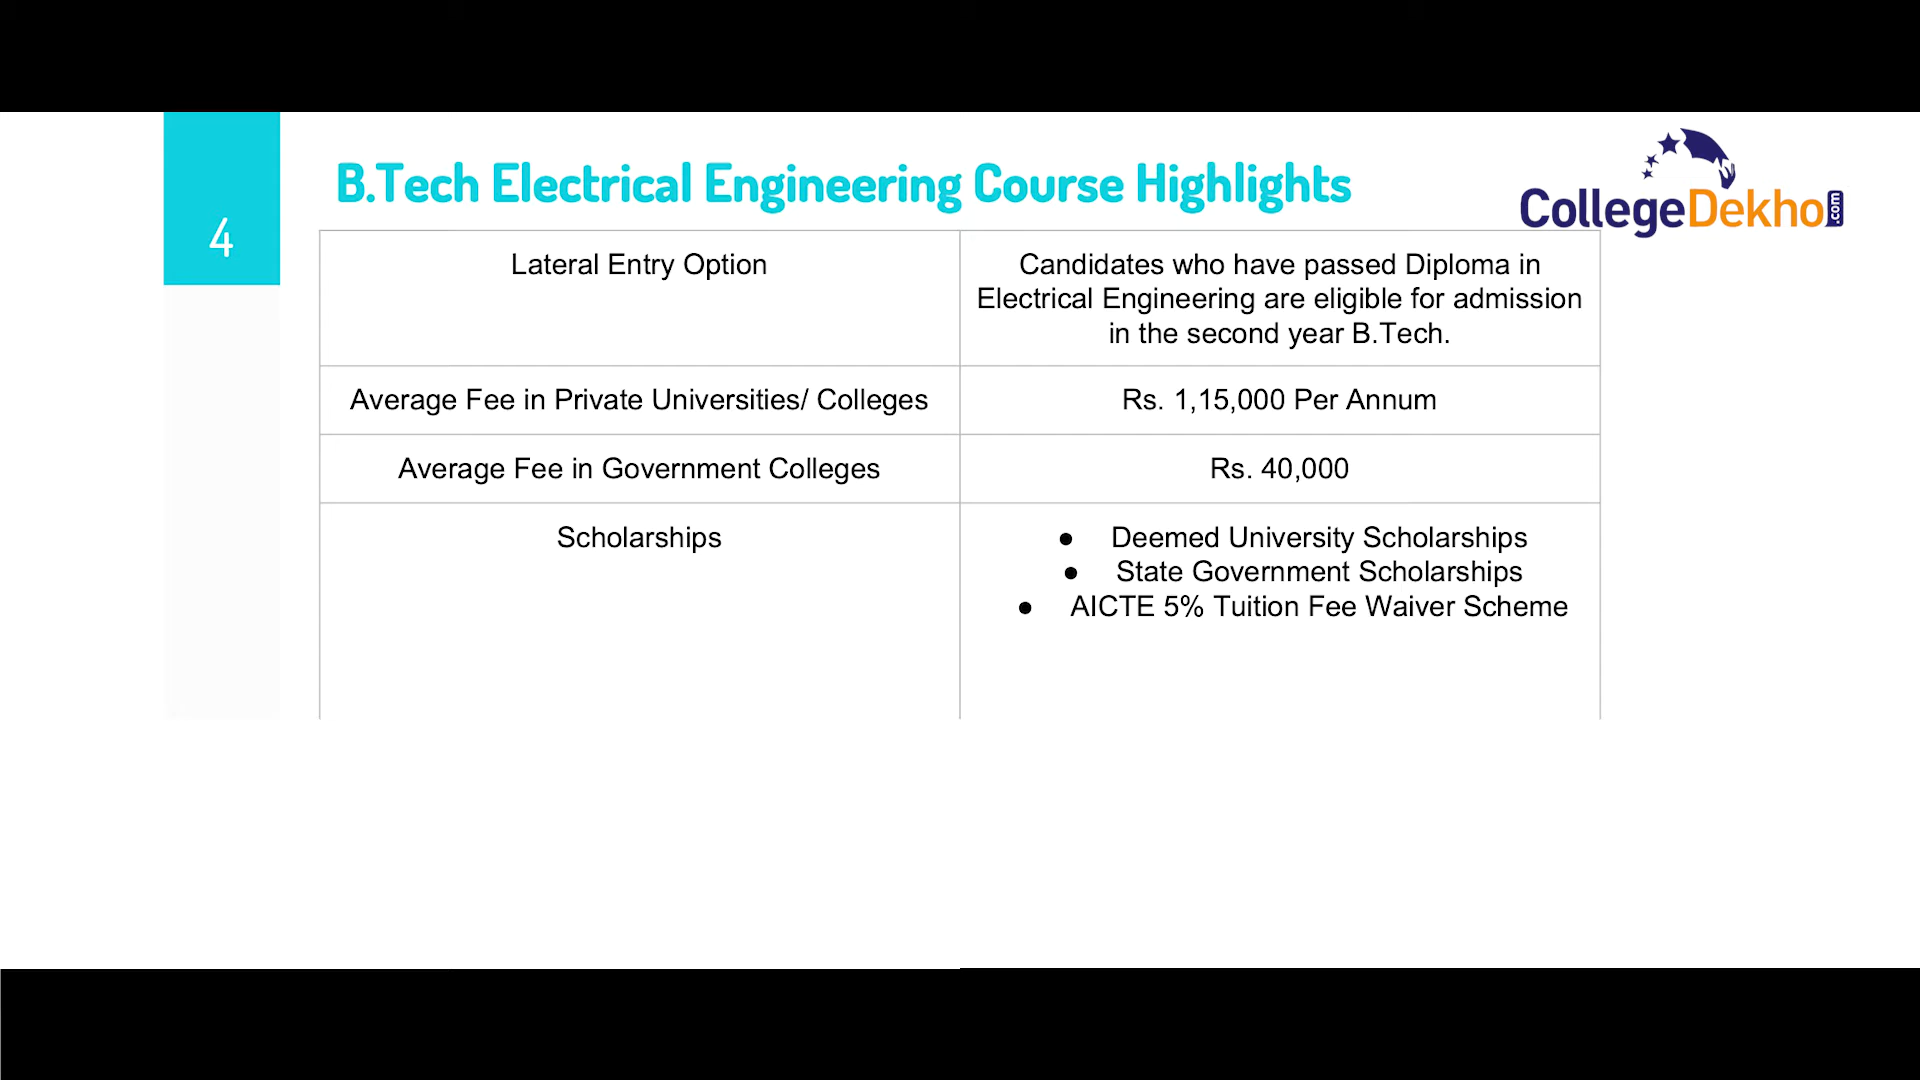 4
B.Tech Electrical Engineering Course Highlights
CollegeDekho.com
Lateral Entry Option
Candidates who have passed Diploma in
Electrical Engineering are eligible for admission
in the second year B.Tech.
Average Fee in Private Universities/ Colleges
Rs. 1,15,000 Per Annum
Average Fee in Government Colleges
Rs. 40,000
Scholarships
● Deemed University Scholarships
● State Government Scholarships
● AICTE 5% Tuition Fee Waiver Scheme